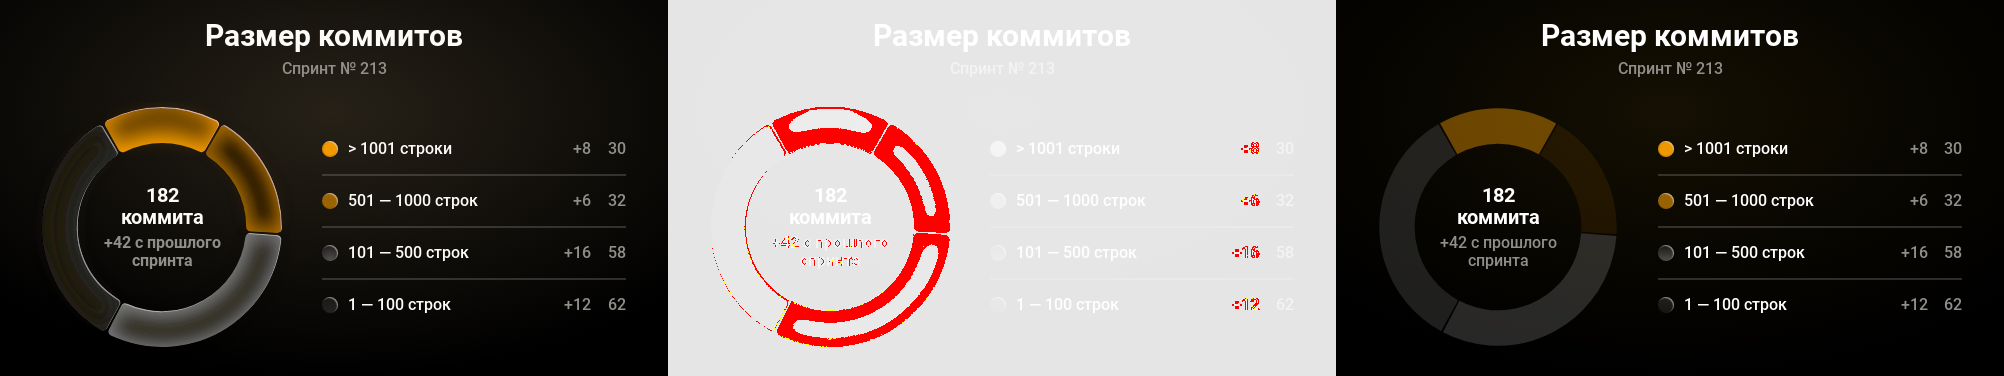 Размер коммитов
Спринт № 213
182
коммита
+42 с прошлого
спринта
> 1001 строки +8 30
501 — 1000 строк +6 32
101 — 500 строк +16 58
1 — 100 строк +12 62
Размер коммитов
Спринт № 213
182
коммита
+42 с прошлого
спринта
> 1001 строки +8 30
501 — 1000 строк +6 32
101 — 500 строк +16 58
1 — 100 строк +12 62
Размер коммитов
Спринт № 213
182
коммита
+42 с прошлого
спринта
> 1001 строки +8 30
501 — 1000 строк +6 32
101 — 500 строк +16 58
1 — 100 строк +12 62